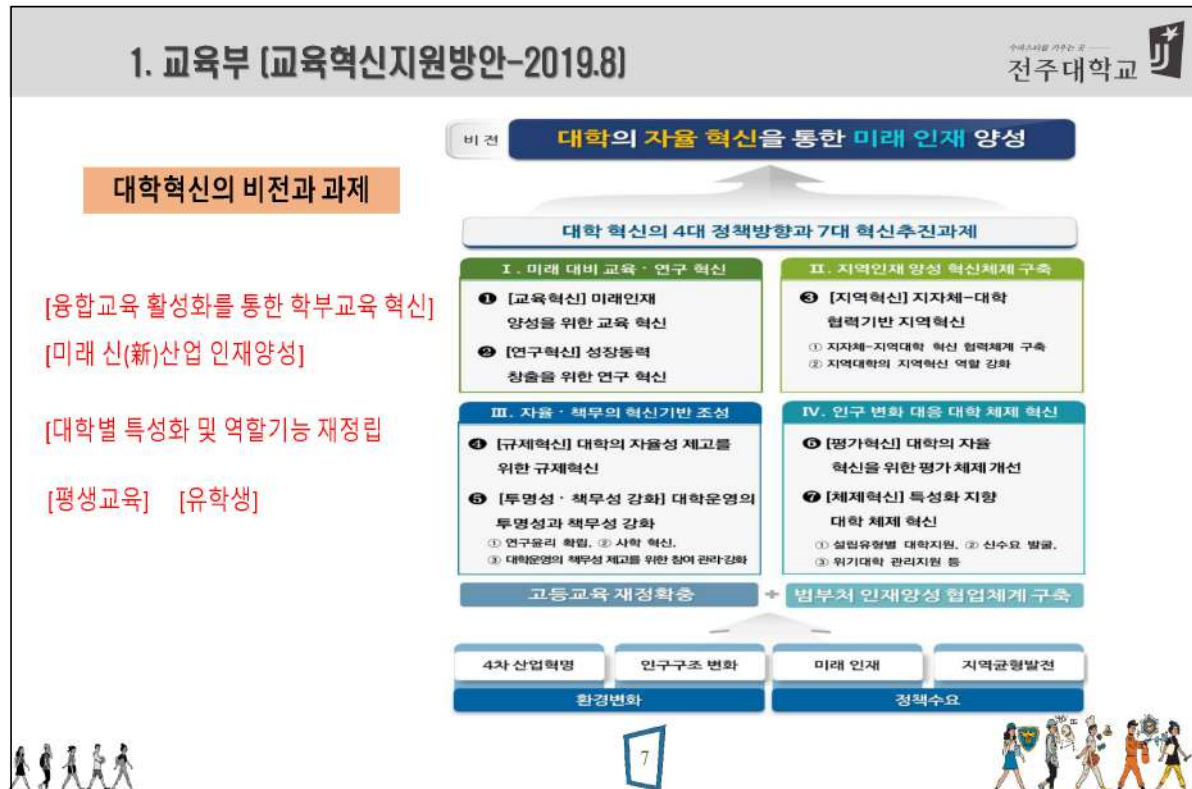 1. 교육부 (교육혁신지원방안-2019.8)
수퍼스타를 키우는 곳
전주대학교
대학혁신의 비전과 과제
[융합교육 활성화를 통한 학부교육 혁신]
[미래 신(新)산업 인재양성]
[대학별 특성화 및 역할기능 재정립
[평생교육] [유학생]
비전
대학의 자율 혁신을 통한 미래 인재 양성
대학 혁신의 4대 정책방향과 7대 혁신추진과제
Ⅰ. 미래 대비 교육·연구 혁신
❶ [교육혁신] 미래인재
양성을 위한 교육 혁신
❷ [연구혁신] 성장동력
창출을 위한 연구 혁신
Ⅱ. 지역인재 양성 혁신체제 구축
❸ [지역혁신] 지자체-대학
협력기반 지역혁신
① 지자체-지역대학 혁신 협력체계 구축
② 지역대학의 지역혁신 역할 강화
Ⅲ. 자율·책무의 혁신기반 조성
❹ [규제혁신] 대학의 자율성 제고를
위한 규제혁신
❺ [투명성·책무성 강화] 대학운영의
투명성과 책무성 강화
① 연구윤리 확립, ② 사학 혁신,
③ 대학운영의 책무성 제고를 위한 참여 관리·강화
Ⅳ. 인구 변화 대응 대학 체제 혁신
❻ [평가혁신] 대학의 자율
혁신을 위한 평가 체제 개선
❼ [체제혁신] 특성화 지향
대학 체제 혁신
① 설립유형별 대학지원, ② 신수요 발굴,
③ 위기대학 관리지원 등
고등교육 재정확충 + 범부처 인재양성 협업체계 구축
4차 산업혁명
인구구조 변화
미래 인재
지역균형발전
환경변화
정책수요
7